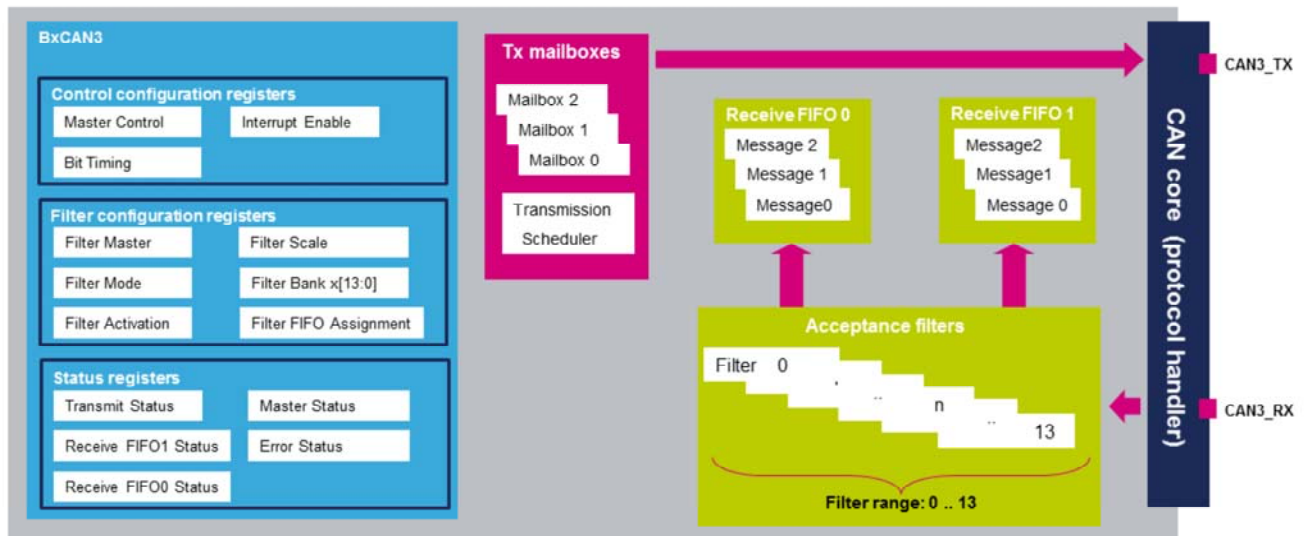 BxCAN3
Control configuration registers
Master Control
Interrupt Enable
Bit Timing
Filter configuration registers
Filter Master
Filter Scale
Filter Mode
Filter Bank x[13:0]
Filter Activation
Filter FIFO Assignment
Status registers
Transmit Status
Master Status
Receive FIFO1 Status
Error Status
Receive FIFO0 Status
Tx mailboxes
Mailbox 2
Mailbox 1
Mailbox 0
Transmission
Scheduler
Receive FIFO 0
Message 2
Message 1
Message0
Receive FIFO 1
Message2
Message1
Message 0
Acceptance filters
Filter 0
..
n
..
13
Filter range: 0 .. 13
CAN core (protocol handler)
CAN3_TX
CAN3_RX